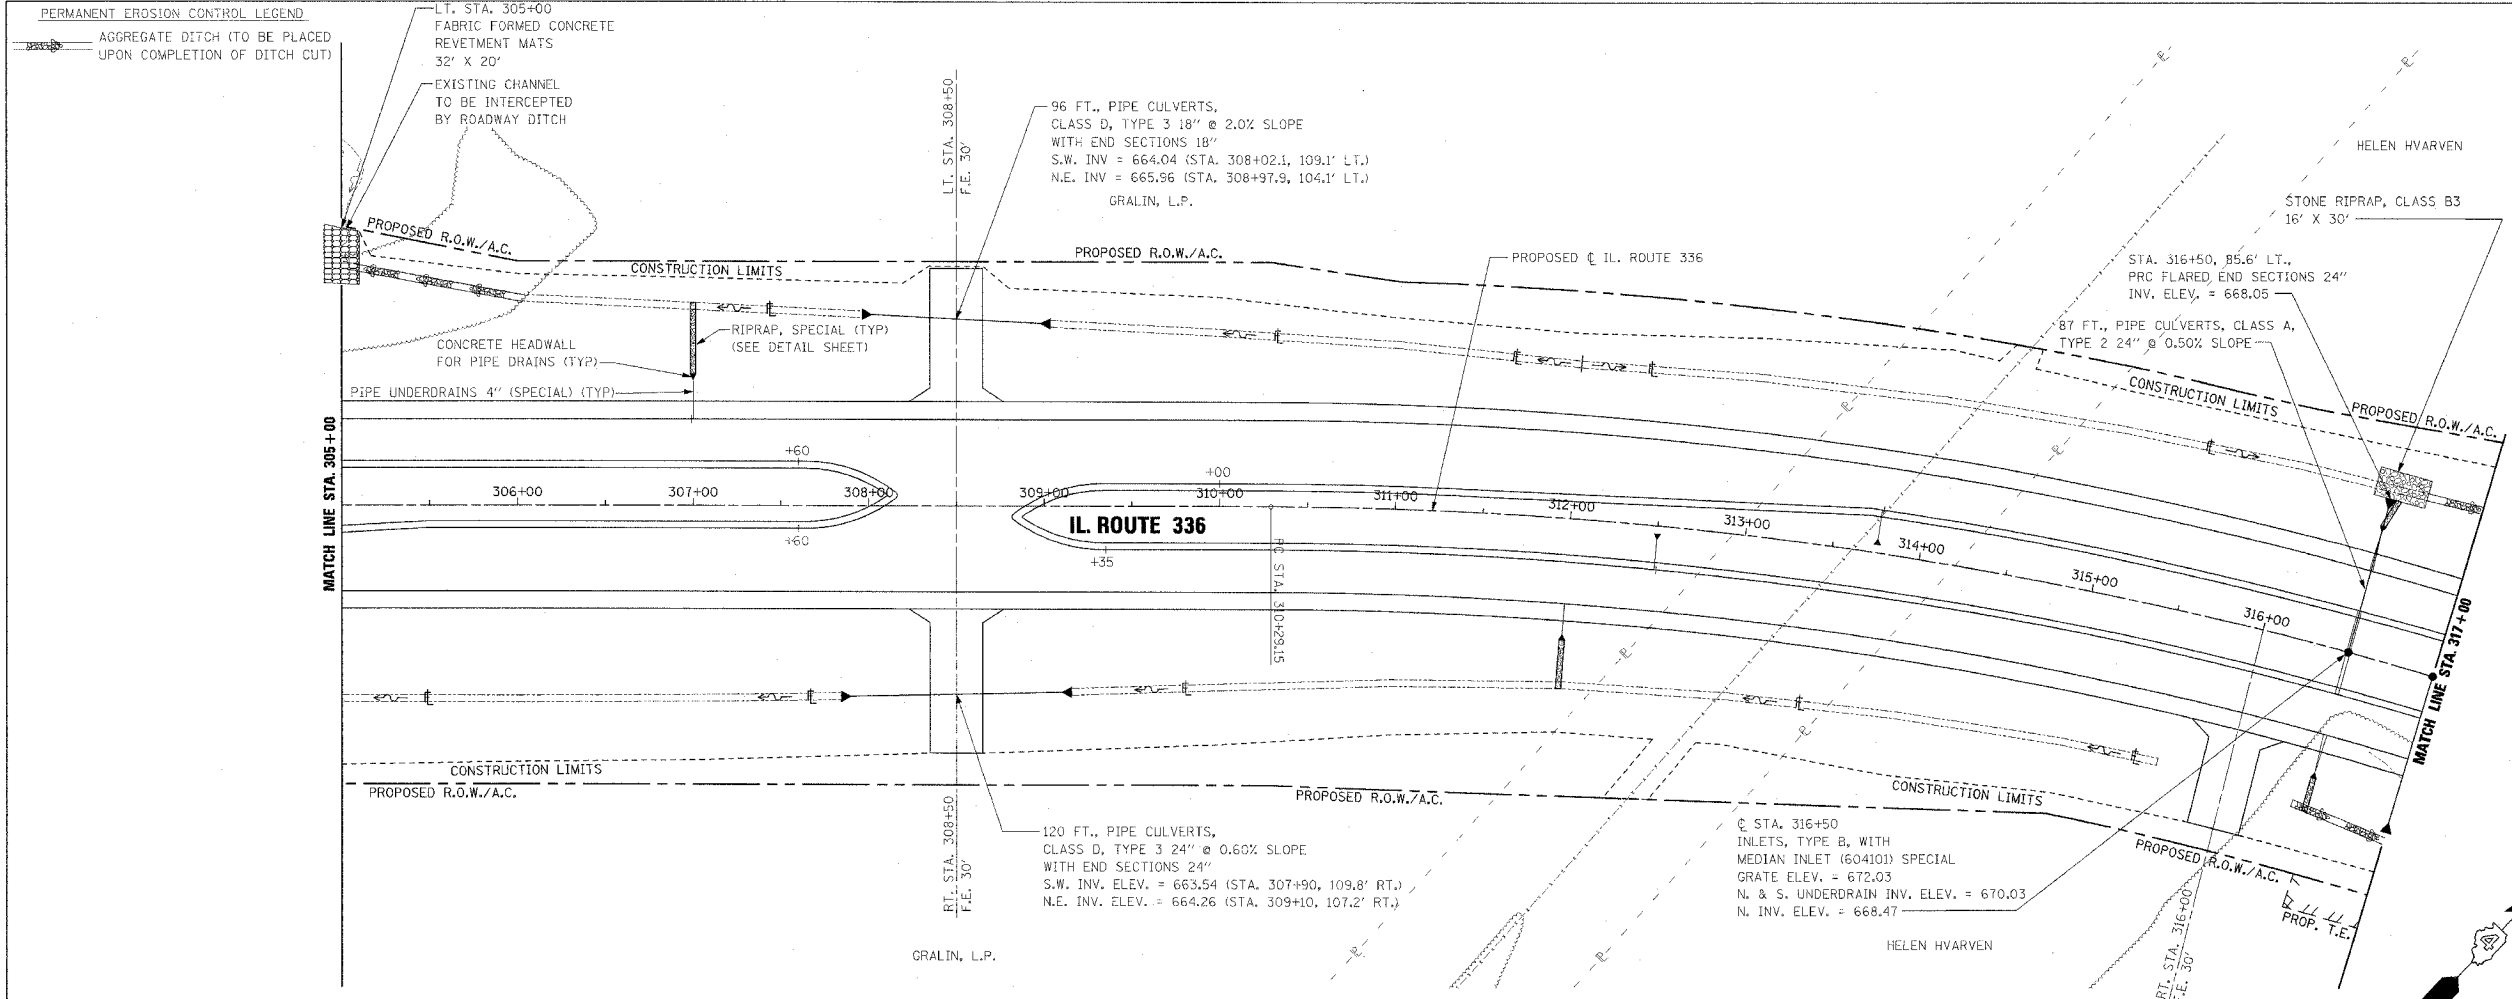 PERMANENT EROSION CONTROL LEGEND
AGGREGATE DITCH (TO BE PLACED
UPON COMPLETION OF DITCH CUT)
LT. STA. 305+00
FABRIC FORMED CONCRETE
REVETMENT MATS
32' X 20'
EXISTING CHANNEL
TO BE INTERCEPTED
BY ROADWAY DITCH
LT. STA. 308+50
F.E. 30'
96 FT., PIPE CULVERTS,
CLASS D, TYPE 3 18" @ 2.0% SLOPE
WITH END SECTIONS 18"
S.W. INV = 664.04 (STA. 308+02.1, 109.1' LT.)
N.E. INV = 665.96 (STA. 308+97.9, 104.1' LT.)
GRALIN, L.P.
HELEN HVARVEN
STONE RIPRAP, CLASS B3
16' X 30'
PROPOSED R.O.W./A.C.
CONSTRUCTION LIMITS
PROPOSED R.O.W./A.C.
PROPOSED ℄ IL. ROUTE 336
STA. 316+50, 85.6' LT.,
PRC FLARED END SECTIONS 24"
INV. ELEV. = 668.05
87 FT., PIPE CULVERTS, CLASS A,
TYPE 2 24" @ 0.50% SLOPE
RIPRAP, SPECIAL (TYP)
(SEE DETAIL SHEET)
CONCRETE HEADWALL
FOR PIPE DRAINS (TYP)
PIPE UNDERDRAINS 4" (SPECIAL) (TYP)
CONSTRUCTION LIMITS
PROPOSED R.O.W./A.C.
MATCH LINE STA. 305+00
+60
306+00
307+00
308+00
309+00
+00
310+00
311+00
312+00
313+00
314+00
315+00
316+00
IL. ROUTE 336
+60
+35
PC STA. 310+29.15
MATCH LINE STA. 317+00
CONSTRUCTION LIMITS
PROPOSED R.O.W./A.C.
PROPOSED R.O.W./A.C.
CONSTRUCTION LIMITS
PROPOSED R.O.W./A.C.
RT. STA. 308+50
F.E. 30'
120 FT., PIPE CULVERTS,
CLASS D, TYPE 3 24" @ 0.60% SLOPE
WITH END SECTIONS 24"
S.W. INV. ELEV. = 663.54 (STA. 307+90, 109.8' RT.)
N.E. INV. ELEV. = 664.26 (STA. 309+10, 107.2' RT.)
℄ STA. 316+50
INLETS, TYPE B, WITH
MEDIAN INLET (604101) SPECIAL
GRATE ELEV. = 672.03
N. & S. UNDERDRAIN INV. ELEV. = 670.03
N. INV. ELEV. = 668.47
GRALIN, L.P.
HELEN HVARVEN
RT. STA. 316+00
F.E. 30'
PROP. T.E.
4